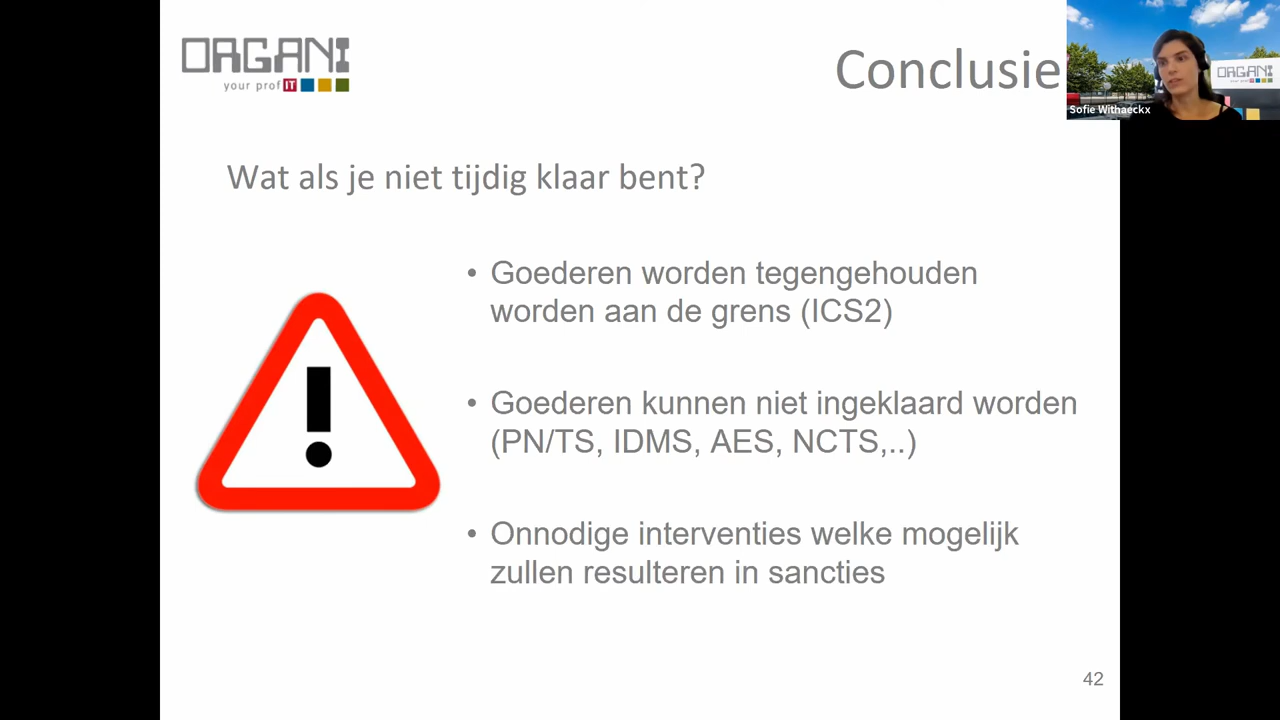 ORGANI
your profIT
Conclusie
Sofie Withaeckx
ORGANI
Wat als je niet tijdig klaar bent?
• Goederen worden tegengehouden
worden aan de grens (ICS2)
• Goederen kunnen niet ingeklaard worden
(PN/TS, IDMS, AES, NCTS,..)
• Onnodige interventies welke mogelijk
zullen resulteren in sancties
42